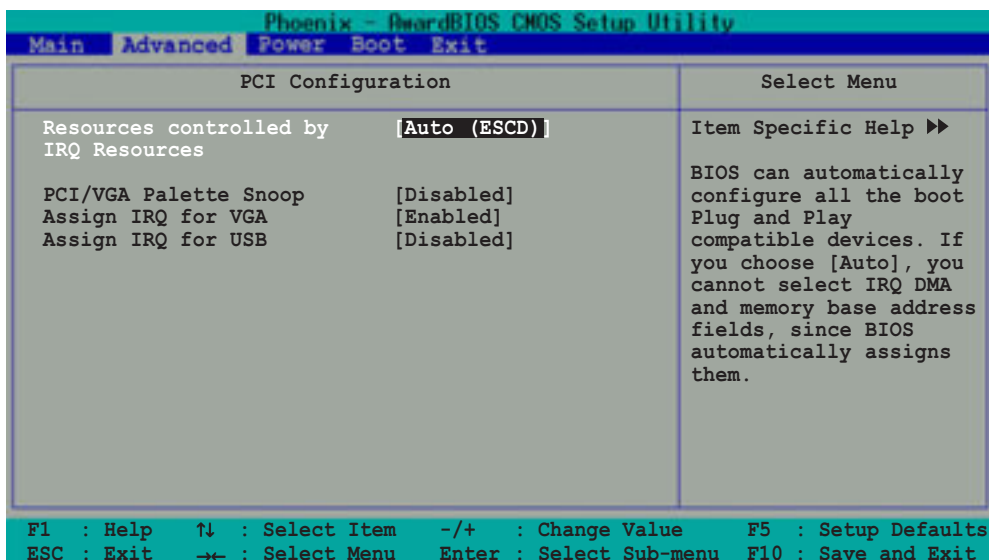 Phoenix - AwardBIOS CMOS Setup Utility
Main Advanced Power Boot Exit
PCI Configuration
Select Menu
Resources controlled by [Auto (ESCD)]
IRQ Resources
PCI/VGA Palette Snoop [Disabled]
Assign IRQ for VGA [Enabled]
Assign IRQ for USB [Disabled]
Item Specific Help ▶▶
BIOS can automatically
configure all the boot
Plug and Play
compatible devices. If
you choose [Auto], you
cannot select IRQ DMA
and memory base address
fields, since BIOS
automatically assigns
them.
F1 : Help ↑↓ : Select Item -/+ : Change Value F5 : Setup Defaults
ESC : Exit →← : Select Menu Enter : Select Sub-menu F10 : Save and Exit